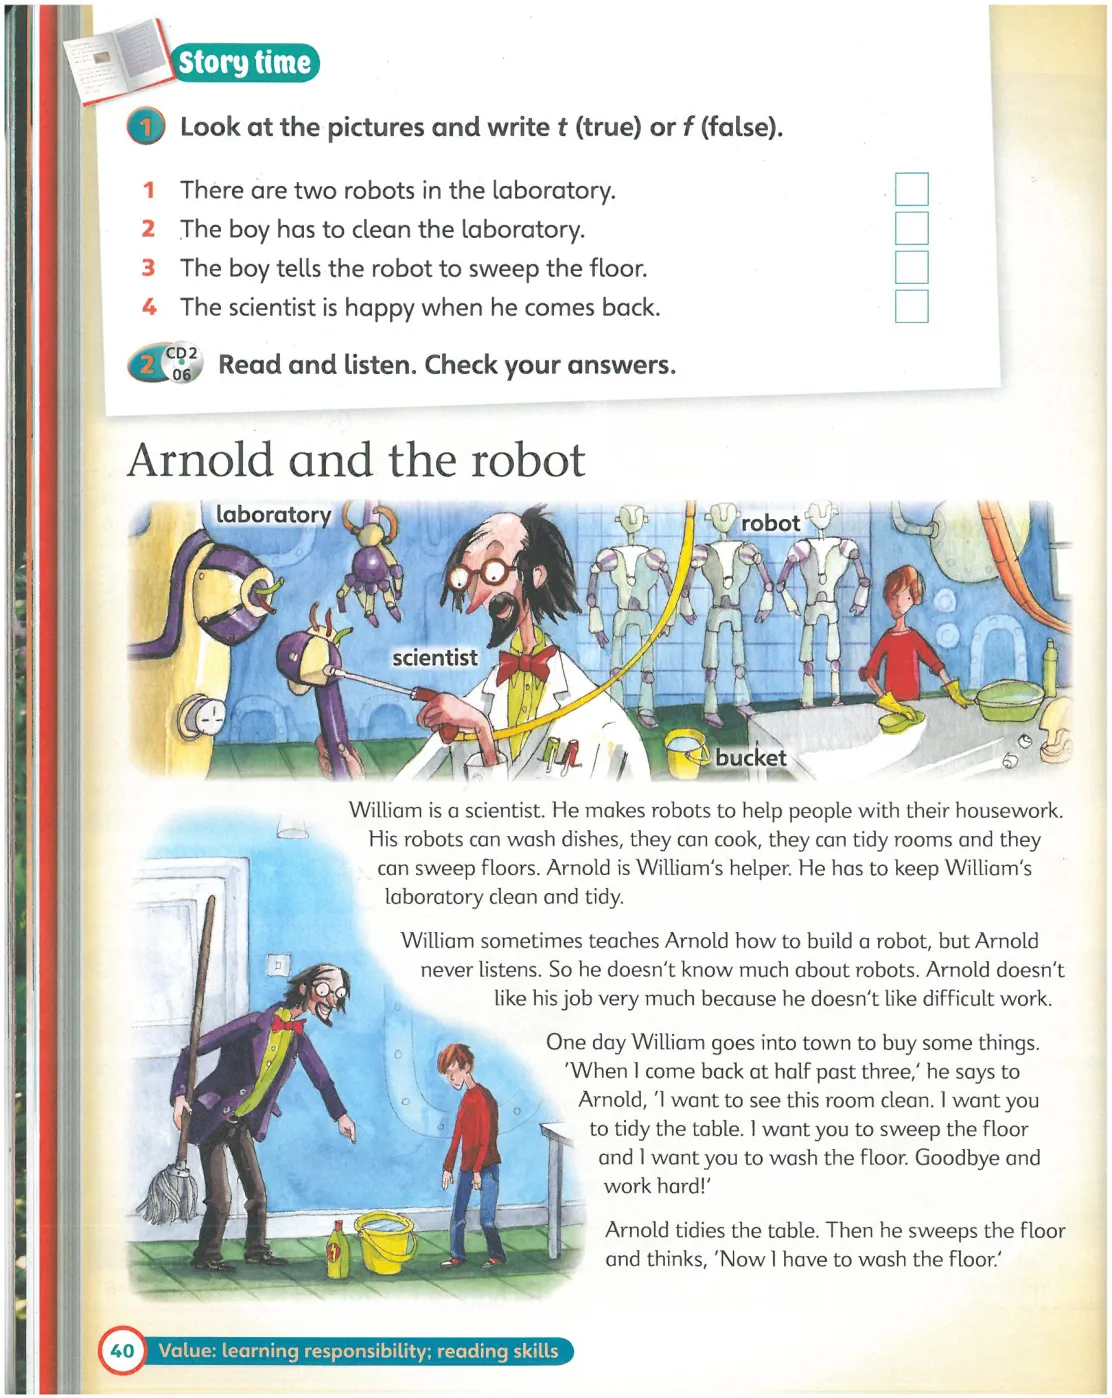 Story time
1 Look at the pictures and write t (true) or f (false).
1 There are two robots in the laboratory.
2 The boy has to clean the laboratory.
3 The boy tells the robot to sweep the floor.
4 The scientist is happy when he comes back.
2 CD2 06 Read and listen. Check your answers.
Arnold and the robot
laboratory
robot
scientist
bucket
William is a scientist. He makes robots to help people with their housework.
His robots can wash dishes, they can cook, they can tidy rooms and they
can sweep floors. Arnold is William's helper. He has to keep William's
laboratory clean and tidy.
William sometimes teaches Arnold how to build a robot, but Arnold
never listens. So he doesn't know much about robots. Arnold doesn't
like his job very much because he doesn't like difficult work.
One day William goes into town to buy some things.
'When I come back at half past three,' he says to
Arnold, 'I want to see this room clean. I want you
to tidy the table. I want you to sweep the floor
and I want you to wash the floor. Goodbye and
work hard!'
Arnold tidies the table. Then he sweeps the floor
and thinks, 'Now I have to wash the floor.'
40 Value: learning responsibility; reading skills